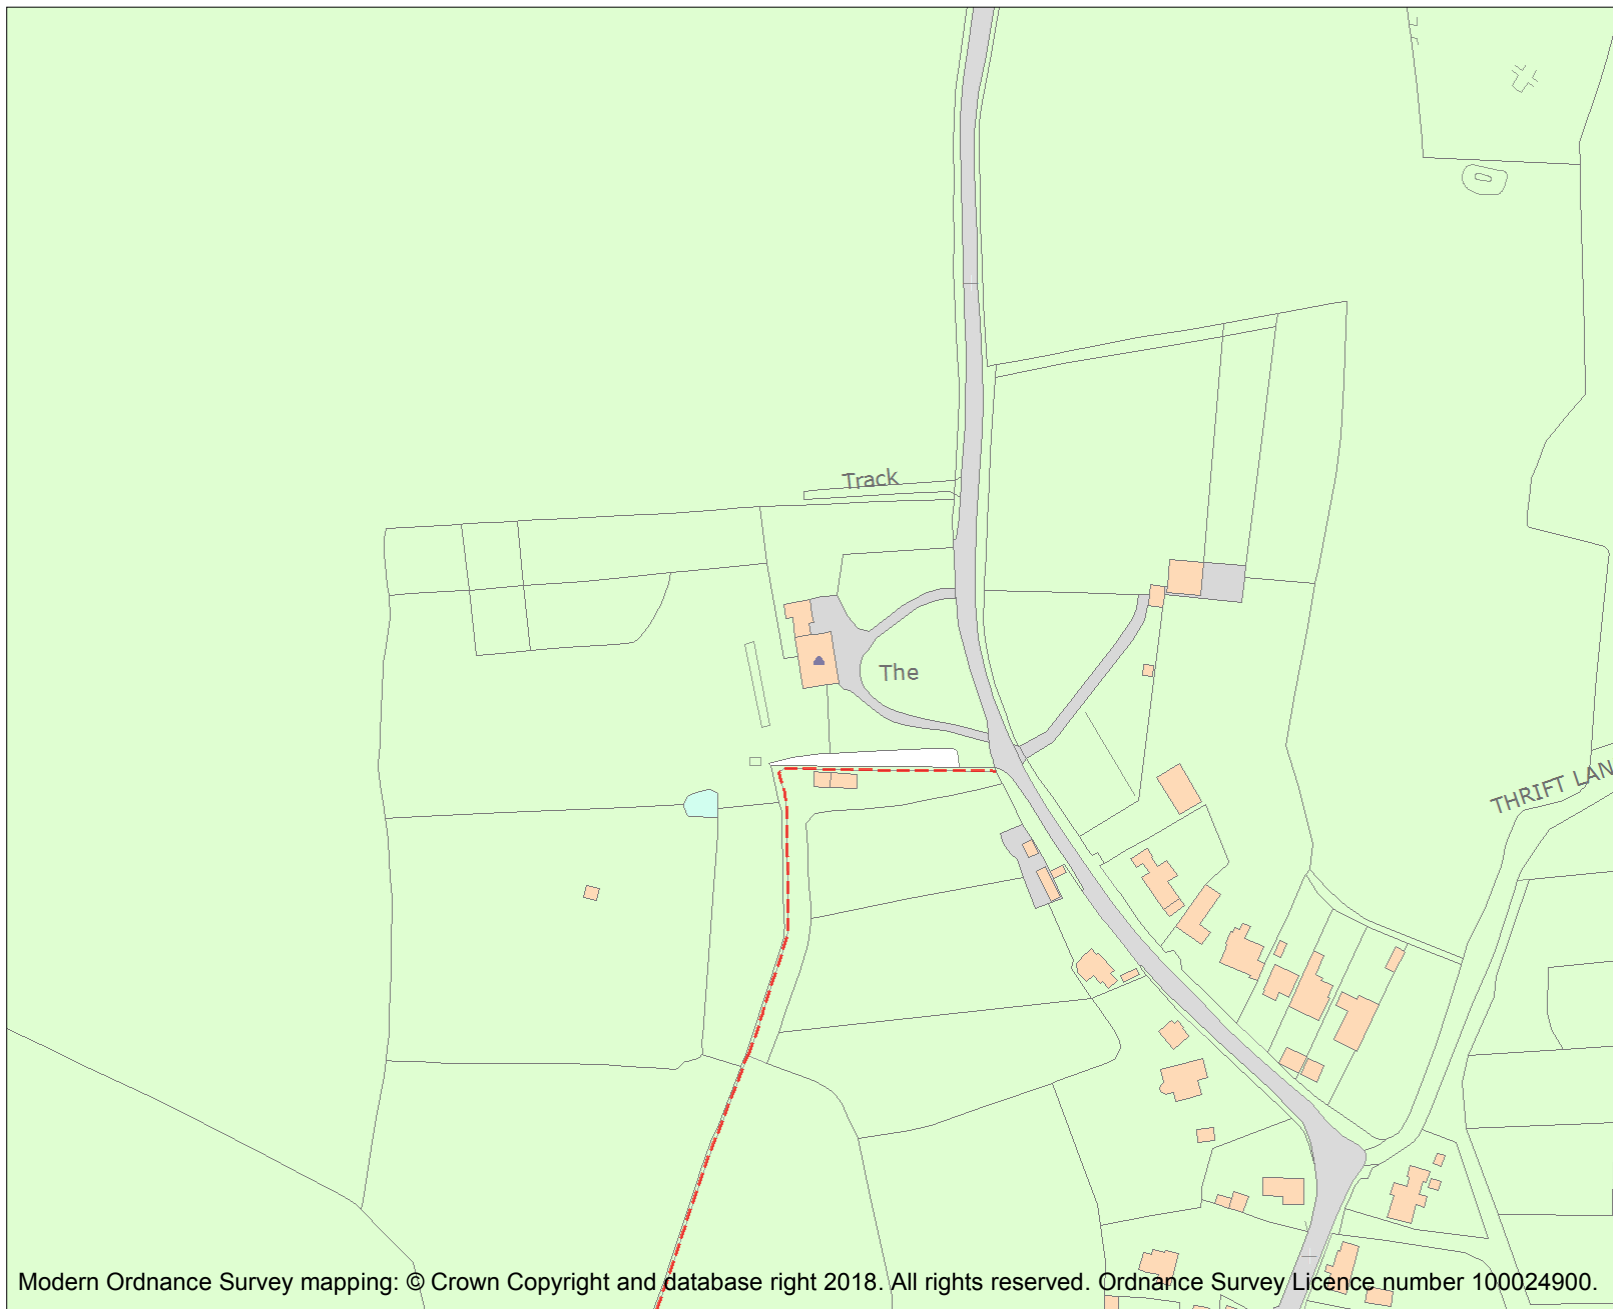 Track
The
THRIFT LAN
Modern Ordnance Survey mapping: © Crown Copyright and database right 2018. All rights reserved. Ordnance Survey Licence number 100024900.